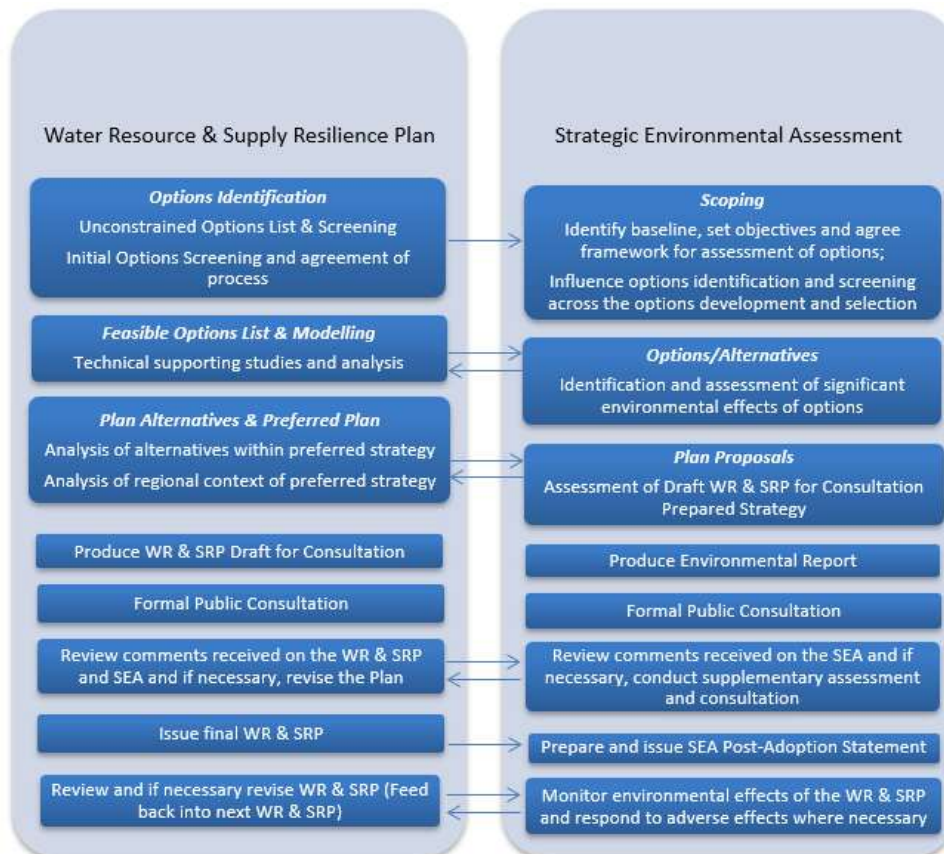 Water Resource & Supply Resilience Plan
Options Identification
Unconstrained Options List & Screening
Initial Options Screening and agreement of
process
Feasible Options List & Modelling
Technical supporting studies and analysis
Plan Alternatives & Preferred Plan
Analysis of alternatives within preferred strategy
Analysis of regional context of preferred strategy
Produce WR & SRP Draft for Consultation
Formal Public Consultation
Review comments received on the WR & SRP
and SEA and if necessary, revise the Plan
Issue final WR & SRP
Review and if necessary revise WR & SRP (Feed
back into next WR & SRP)
Strategic Environmental Assessment
Scoping
Identify baseline, set objectives and agree
framework for assessment of options;
Influence options identification and screening
across the options development and selection
Options/Alternatives
Identification and assessment of significant
environmental effects of options
Plan Proposals
Assessment of Draft WR & SRP for Consultation
Prepared Strategy
Produce Environmental Report
Formal Public Consultation
Review comments received on the SEA and if
necessary, conduct supplementary assessment
and consultation
Prepare and issue SEA Post-Adoption Statement
Monitor environmental effects of the WR & SRP
and respond to adverse effects where necessary